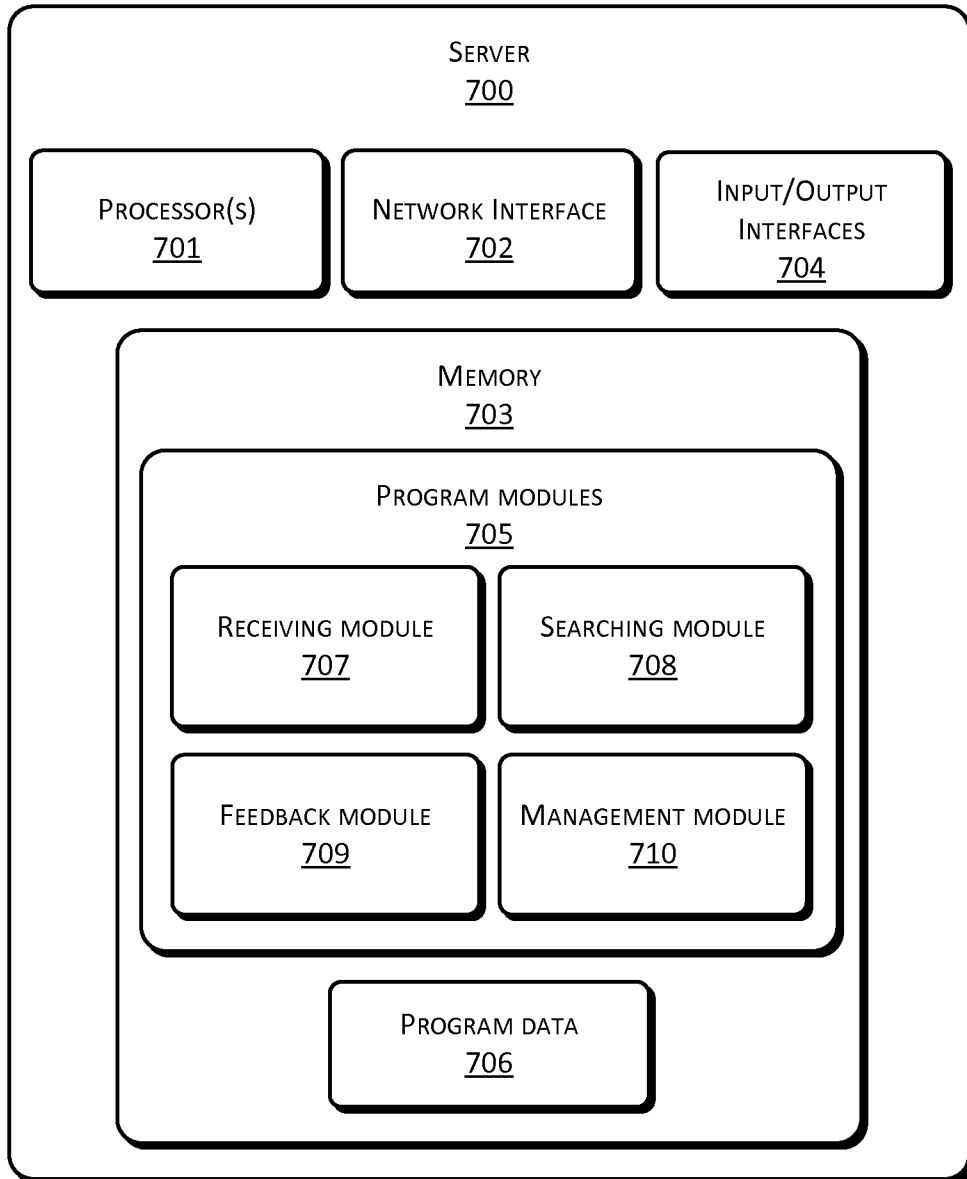 SERVER
700
PROCESSOR(S)
701
NETWORK INTERFACE
702
INPUT/OUTPUT
INTERFACES
704
MEMORY
703
PROGRAM MODULES
705
RECEIVING MODULE
707
SEARCHING MODULE
708
FEEDBACK MODULE
709
MANAGEMENT MODULE
710
PROGRAM DATA
706